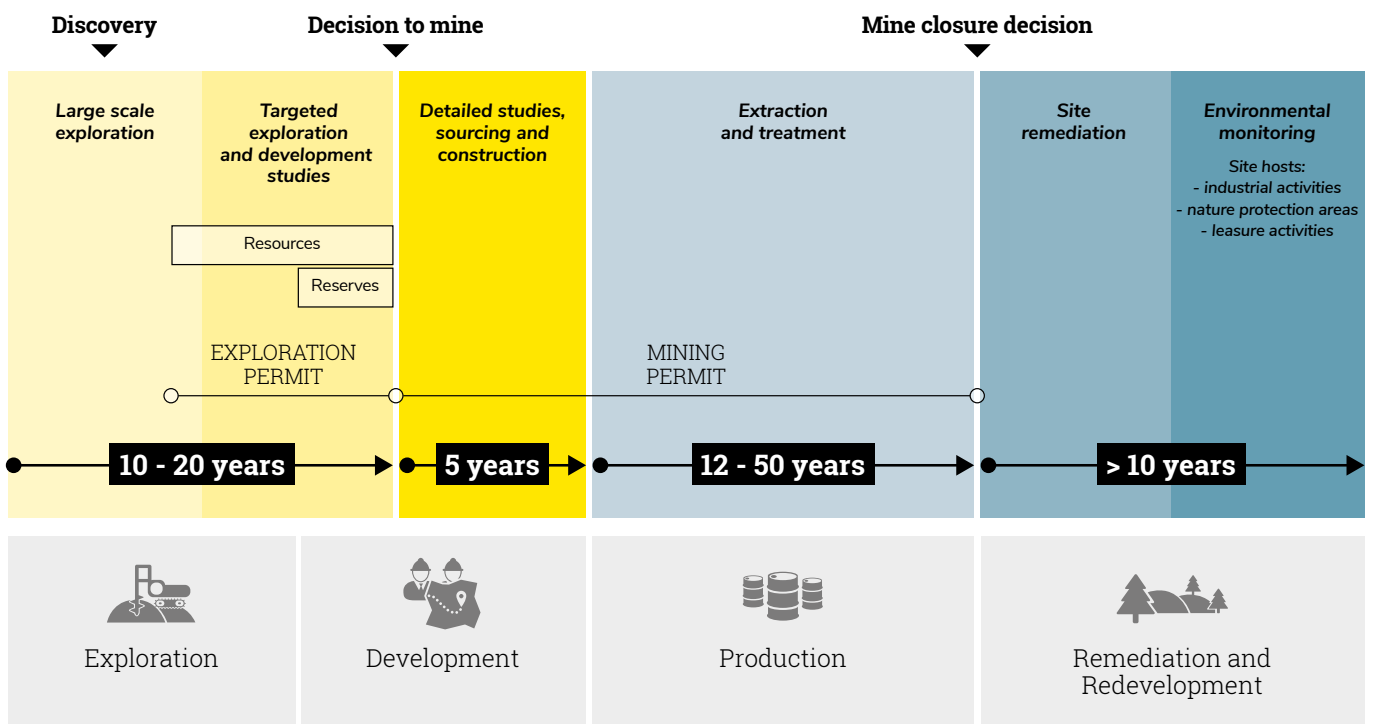 Discovery
Decision to mine
Mine closure decision
Large scale
exploration
Targeted
exploration
and development
studies
Detailed studies,
sourcing and
construction
Extraction
and treatment
Site
remediation
Environmental
monitoring
Site hosts:
- industrial activities
- nature protection areas
- leasure activities
Resources
Reserves
EXPLORATION
PERMIT
MINING
PERMIT
10 - 20 years
5 years
12 - 50 years
> 10 years
Exploration
Development
Production
Remediation and
Redevelopment